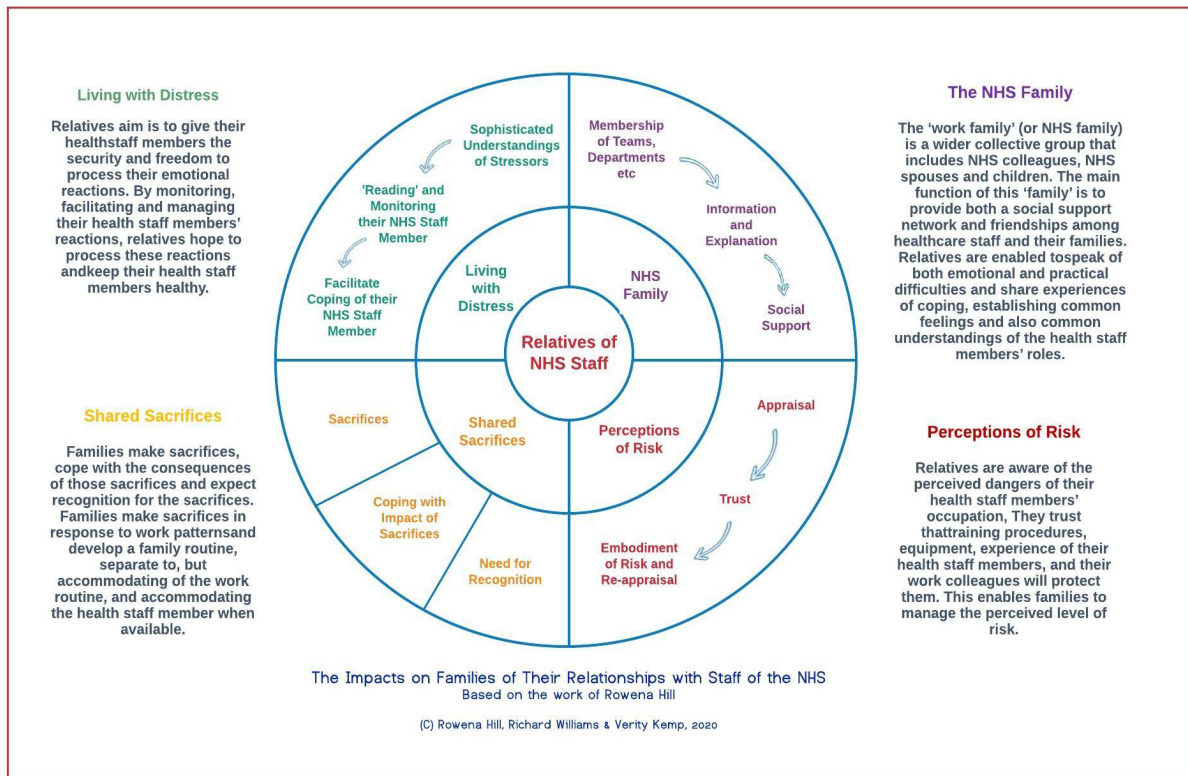 Living with Distress
Relatives aim is to give their
healthstaff members the
security and freedom to
process their emotional
reactions. By monitoring,
facilitating and managing
their health staff members’
reactions, relatives hope to
process these reactions
andkeep their health staff
members healthy.
Shared Sacrifices
Families make sacrifices,
cope with the consequences
of those sacrifices and expect
recognition for the sacrifices.
Families make sacrifices in
response to work patternsand
develop a family routine,
separate to, but
accommodating of the work
routine, and accommodating
the health staff member when
available.
Sophisticated
Understandings
of Stressors
'Reading' and
Monitoring
their NHS Staff
Member
Facilitate
Coping of their
NHS Staff
Member
Living
with
Distress
Membership
of Teams,
Departments
etc
Information
and
Explanation
Social
Support
NHS
Family
Relatives of
NHS Staff
Sacrifices
Coping with
Impact of
Sacrifices
Need for
Recognition
Shared
Sacrifices
Perceptions
of Risk
Appraisal
Trust
Embodiment
of Risk and
Re-appraisal
The NHS Family
The ‘work family’ (or NHS family)
is a wider collective group that
includes NHS colleagues, NHS
spouses and children. The main
function of this ‘family’ is to
provide both a social support
network and friendships among
healthcare staff and their families.
Relatives are enabled tospeak of
both emotional and practical
difficulties and share experiences
of coping, establishing common
feelings and also common
understandings of the health staff
members’ roles.
Perceptions of Risk
Relatives are aware of the
perceived dangers of their
health staff members’
occupation, They trust
thattraining procedures,
equipment, experience of their
health staff members, and their
work colleagues will protect
them. This enables families to
manage the perceived level of
risk.
The Impacts on Families of Their Relationships with Staff of the NHS
Based on the work of Rowena Hill
(C) Rowena Hill, Richard Williams & Verity Kemp, 2020